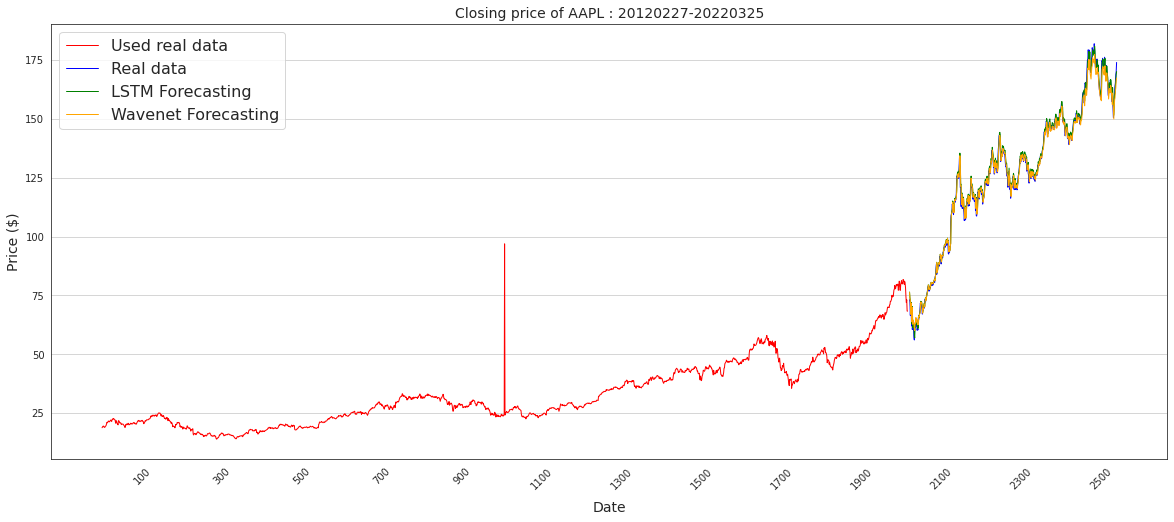 Closing price of AAPL : 20120227-20220325
Used real data
Real data
LSTM Forecasting
Wavenet Forecasting
Price ($)
175
150
125
100
75
50
25
100 300 500 700 900 1100 1300 1500 1700 1900 2100 2300 2500
Date